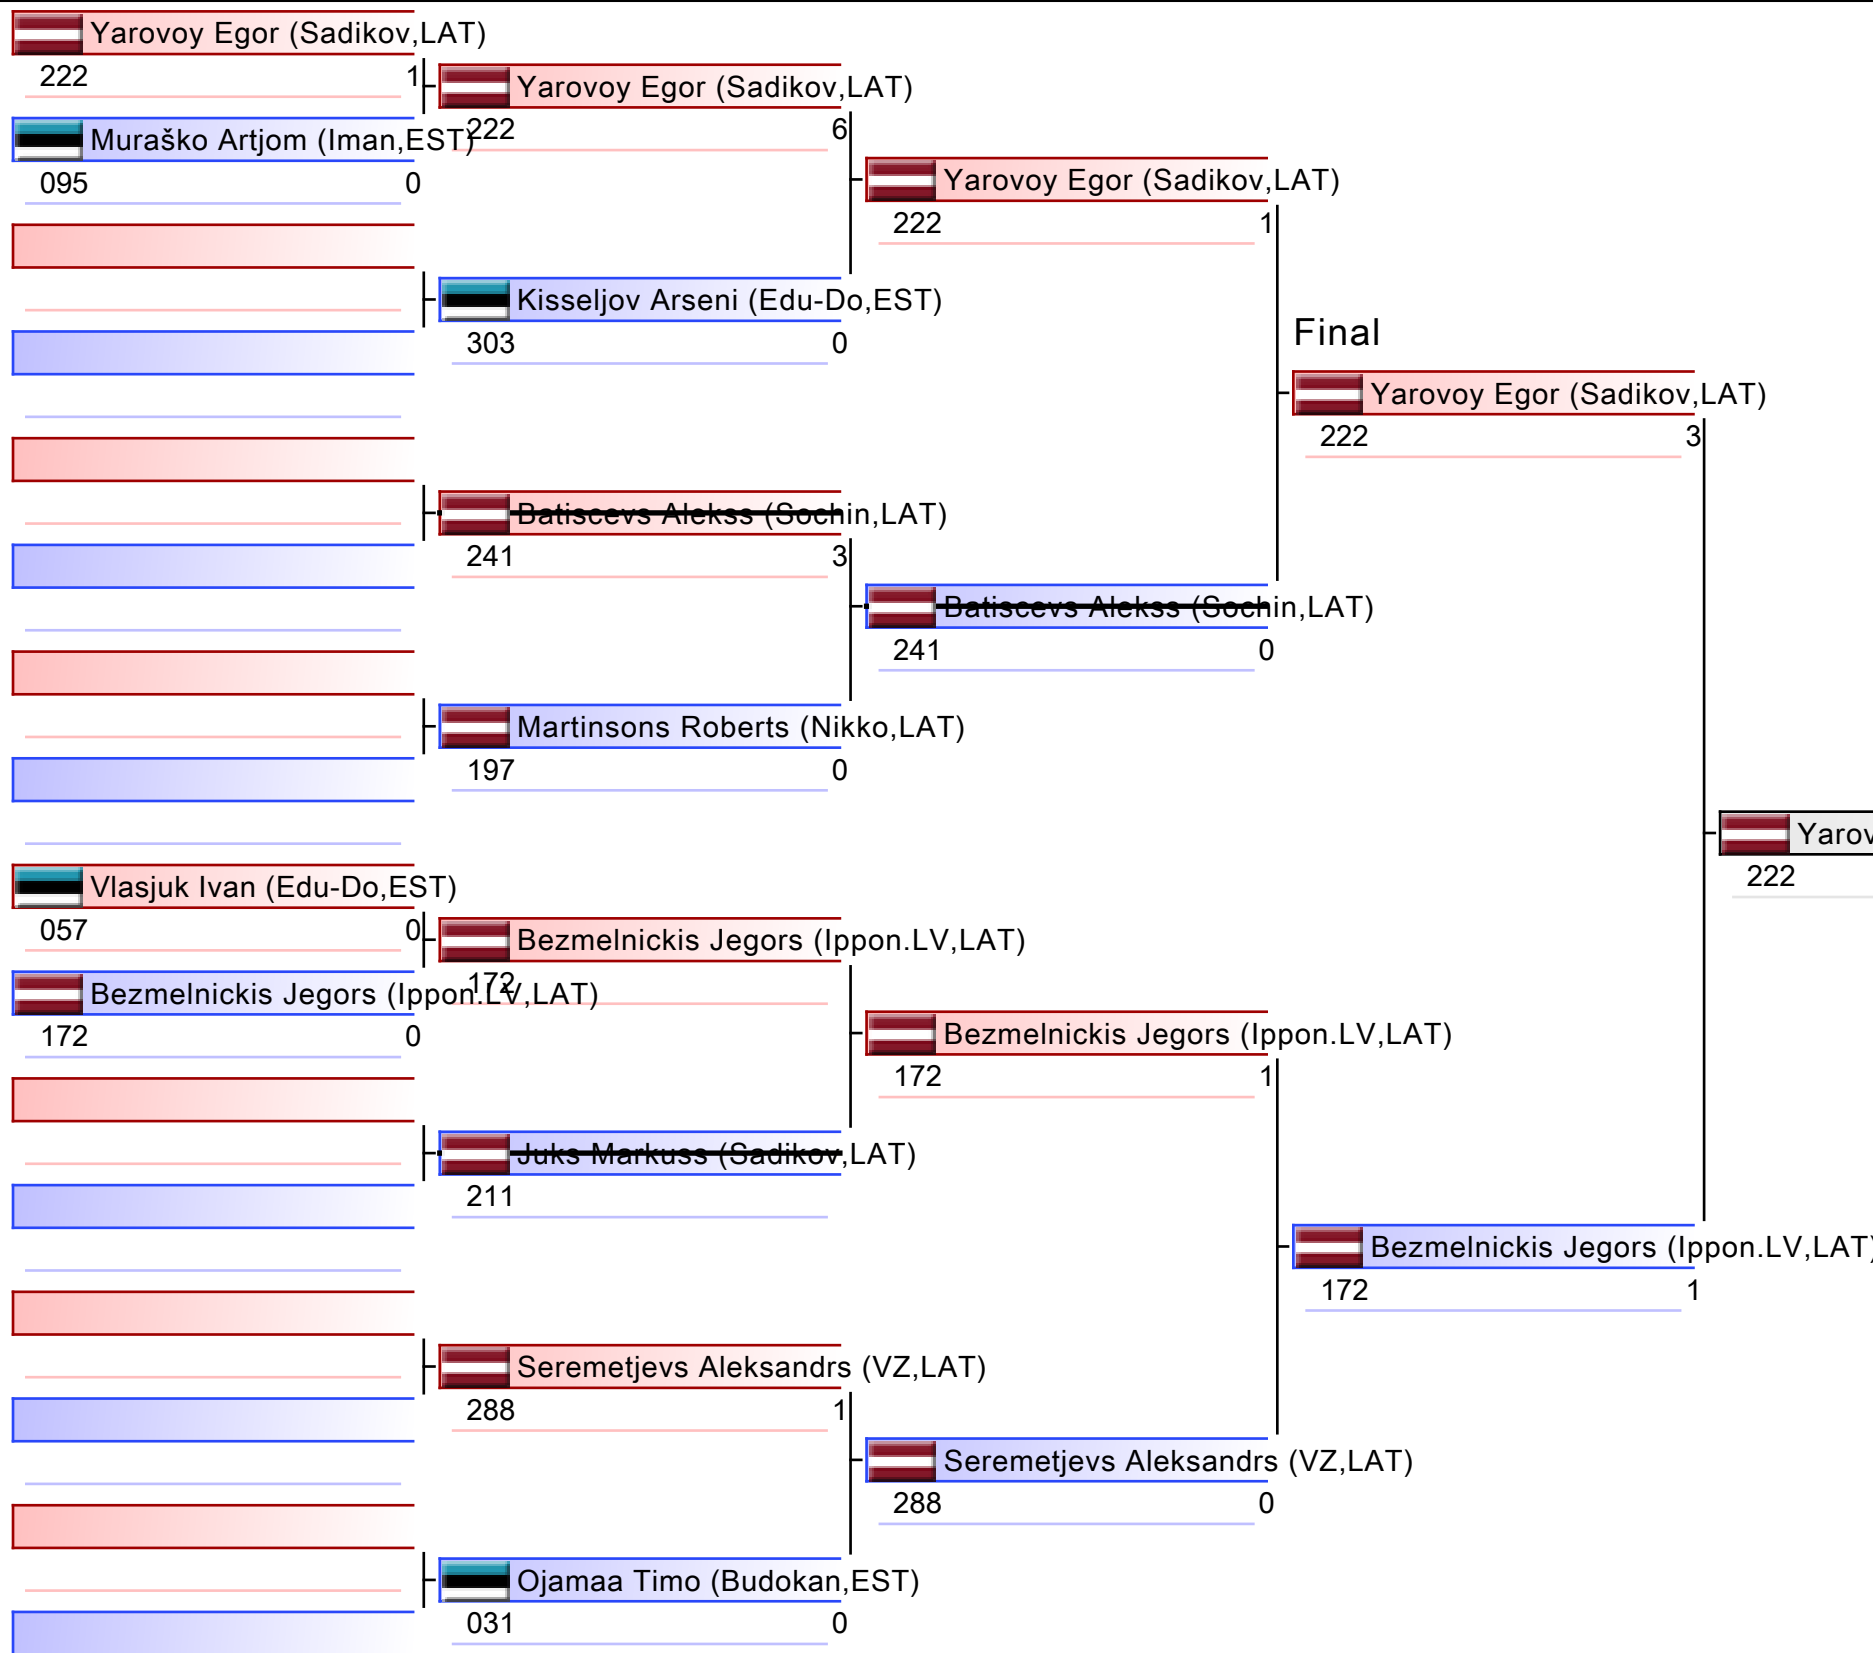 Yarovoy Egor (Sadikov,LAT)
222 1
Muraško Artjom (Iman,EST)
095 0
Vlasjuk Ivan (Edu-Do,EST)
057 0
Bezmelnickis Jegors (Ippon.LV,LAT)
172 0
Yarovoy Egor (Sadikov,LAT)
222 6
Kisseljov Arseni (Edu-Do,EST)
303 0
Batiscevs Alekss (Sochin,LAT)
241 3
Martinsons Roberts (Nikko,LAT)
197 0
Bezmelnickis Jegors (Ippon.LV,LAT)
172
Juks Markuss (Sadikov,LAT)
211
Seremetjevs Aleksandrs (VZ,LAT)
288 1
Ojamaa Timo (Budokan,EST)
031 0
Yarovoy Egor (Sadikov,LAT)
222 1
Batiscevs Alekss (Sochin,LAT)
241 0
Bezmelnickis Jegors (Ippon.LV,LAT)
172 1
Seremetjevs Aleksandrs (VZ,LAT)
288 0
Final
Yarovoy Egor (Sadikov,LAT)
222 3
Bezmelnickis Jegors (Ippon.LV,LAT)
172 1
Yarov
222